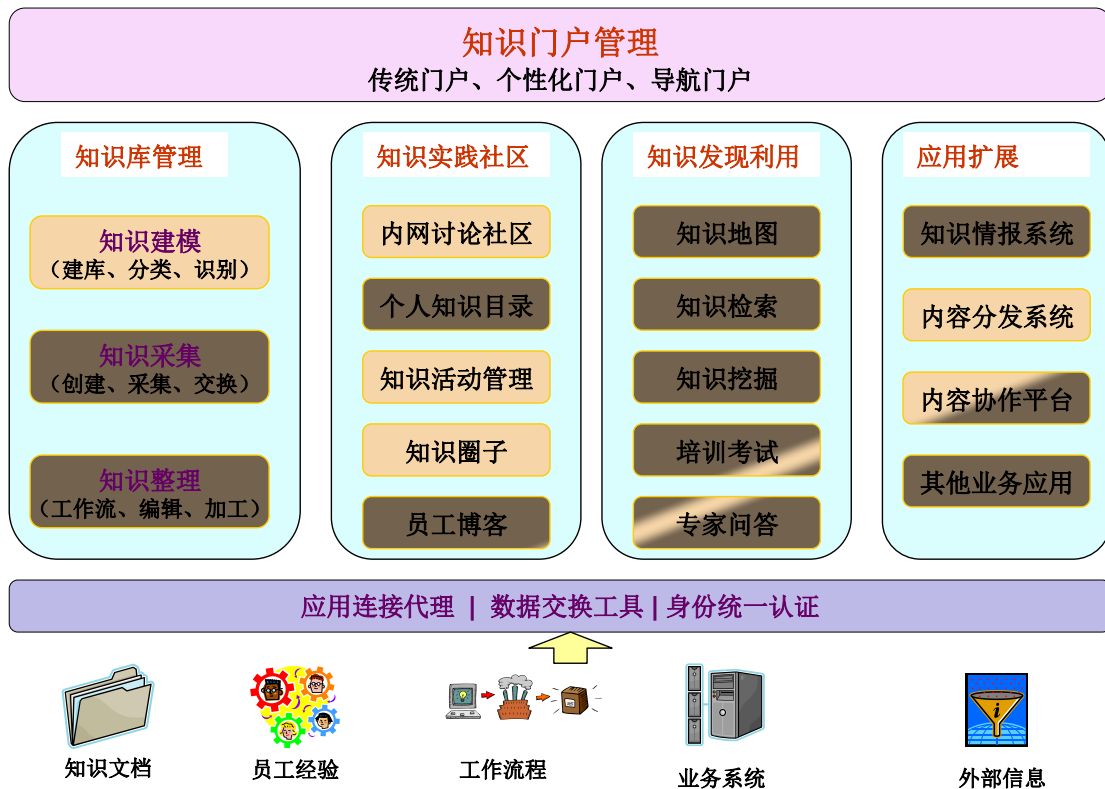 知识门户管理
传统门户、个性化门户、导航门户
知识库管理
知识建模
（建库、分类、识别）
知识采集
（创建、采集、交换）
知识整理
（工作流、编辑、加工）
知识实践社区
内网讨论社区
个人知识目录
知识活动管理
知识圈子
员工博客
知识发现利用
知识地图
知识检索
知识挖掘
培训考试
专家问答
应用扩展
知识情报系统
内容分发系统
内容协作平台
其他业务应用
应用连接代理 | 数据交换工具 | 身份统一认证
i
知识文档
员工经验
工作流程
业务系统
外部信息